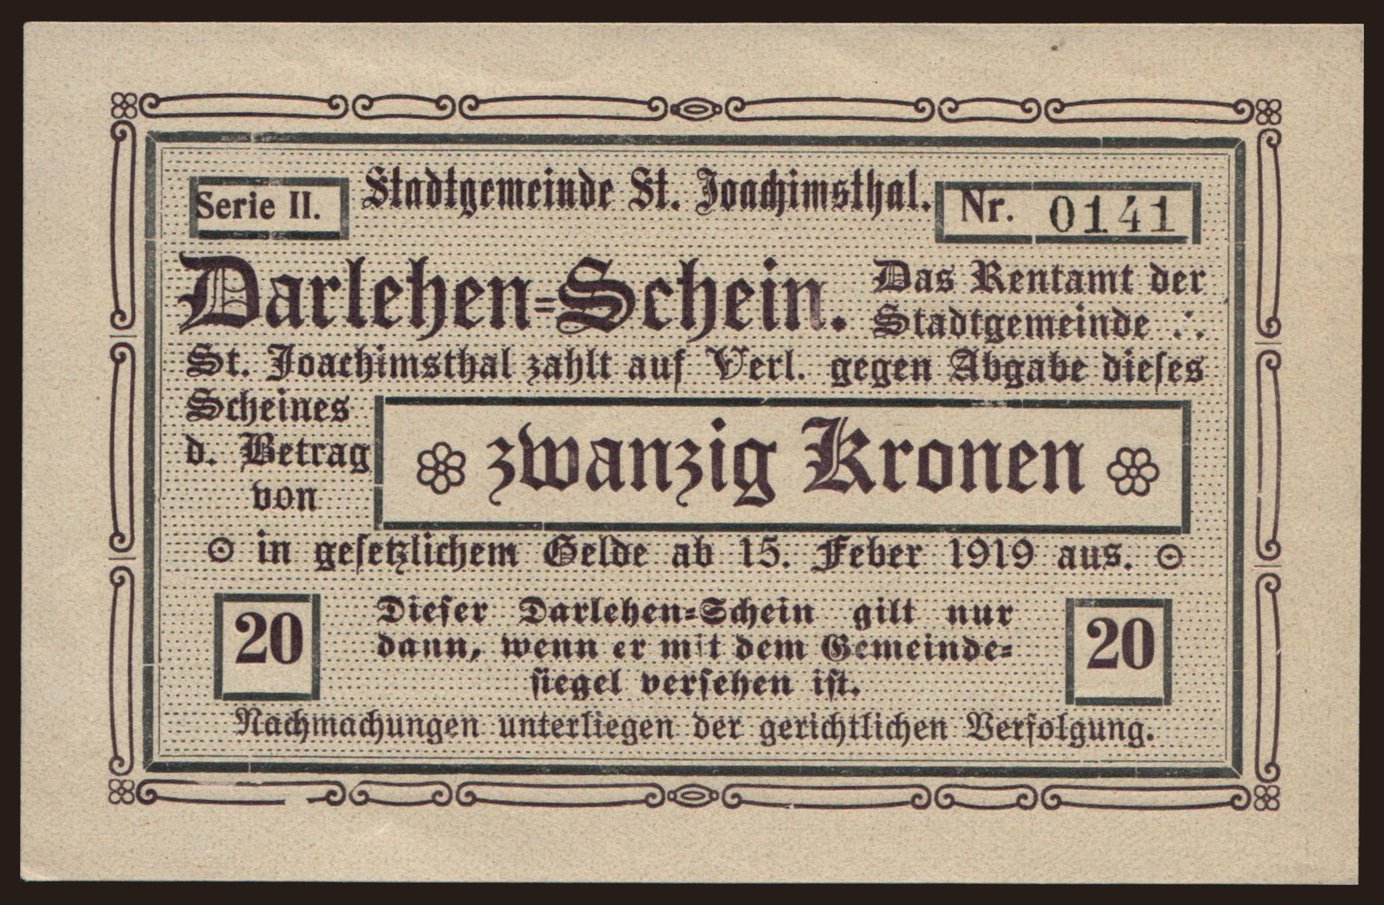 Serie II.
Stadtgemeinde St. Joachimsthal.
Nr. 0141
Darlehen-Schein.
Das Rentamt der
Stadtgemeinde
St. Joachimsthal zahlt auf Verl. gegen Abgabe dieses
Scheines
d. Betrag
von
zwanzig Kronen
in gesetzlichem Gelde ab 15. Feber 1919 aus.
20
Dieser Darlehen-Schein gilt nur
dann, wenn er mit dem Gemeinde-
siegel versehen ist.
20
Nachmachungen unterliegen der gerichtlichen Verfolgung.